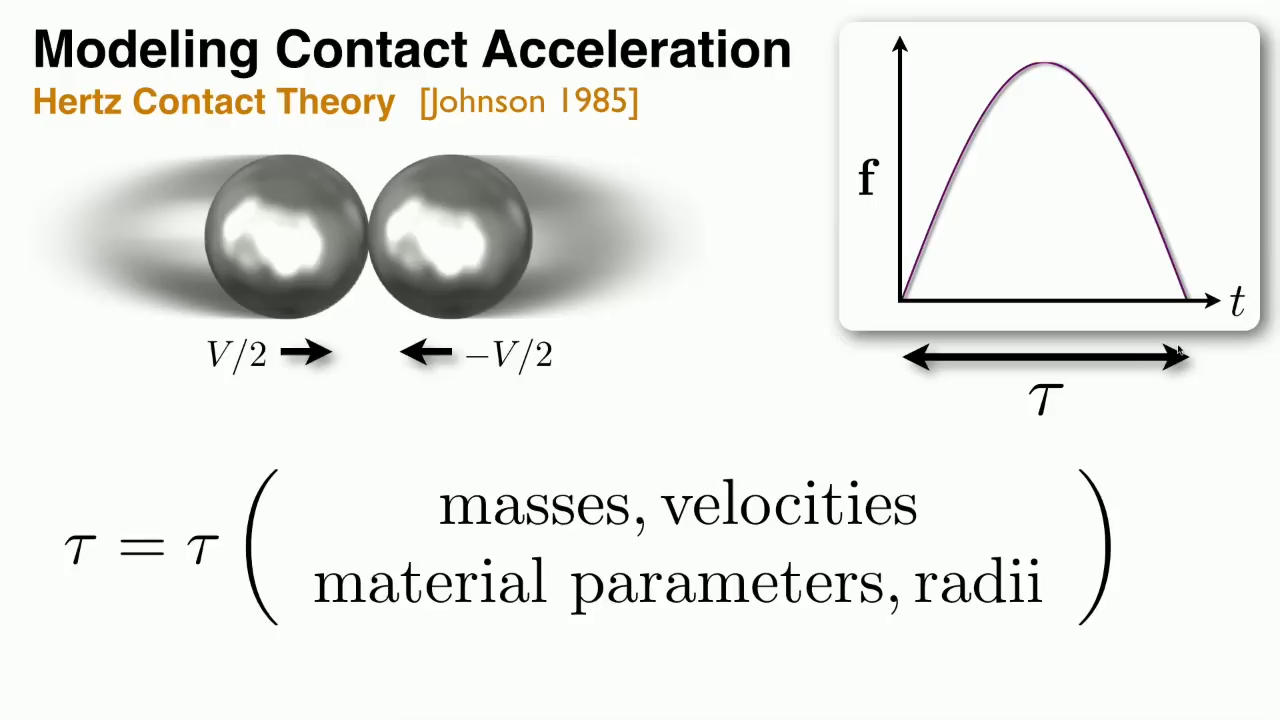 Modeling Contact Acceleration
Hertz Contact Theory [Johnson 1985]
f
t
V/2
−V/2
τ
τ = τ ( masses, velocities
material parameters, radii )